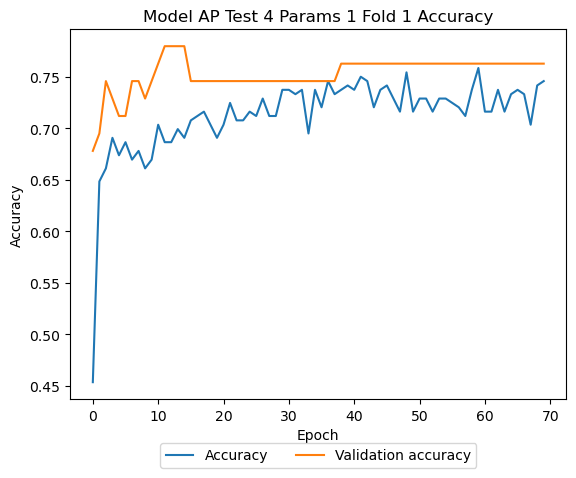 Model AP Test 4 Params 1 Fold 1 Accuracy
Accuracy
0.75
0.70
0.65
0.60
0.55
0.50
0.45
0 10 20 30 40 50 60 70
Epoch
Accuracy Validation accuracy